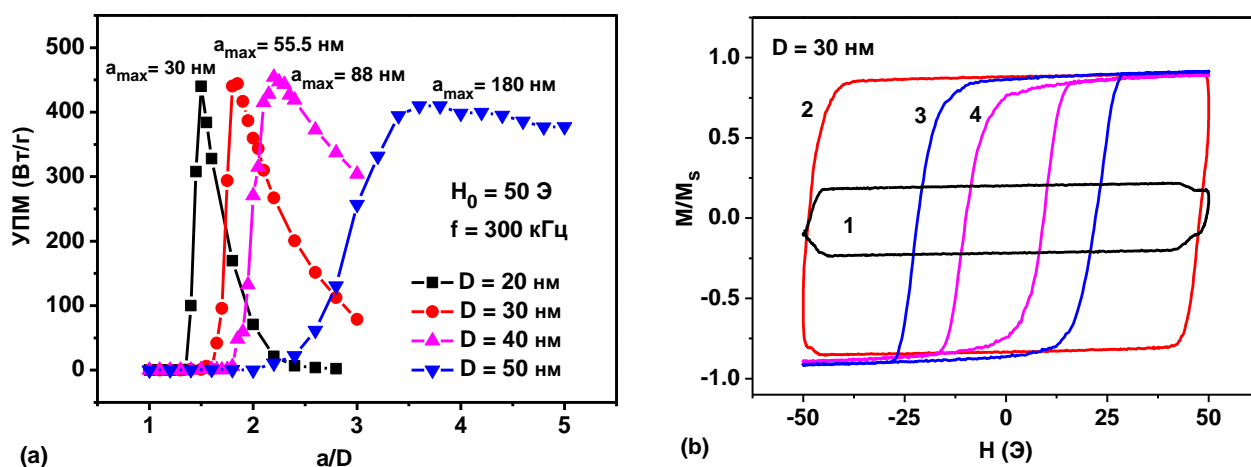 УПМ (Вт/г)
500
400
300
200
100
0
a_max= 30 нм
a_max= 55.5 нм
a_max= 88 нм
a_max= 180 нм
H_0 = 50 Э
f = 300 кГц
D = 20 нм
D = 30 нм
D = 40 нм
D = 50 нм
1 2 3 4 5
(a)
a/D
D = 30 нм
M/M_s
1.0
0.5
0.0
-0.5
-1.0
2
3
4
1
-50 -25 0 25 50
(b)
H (Э)